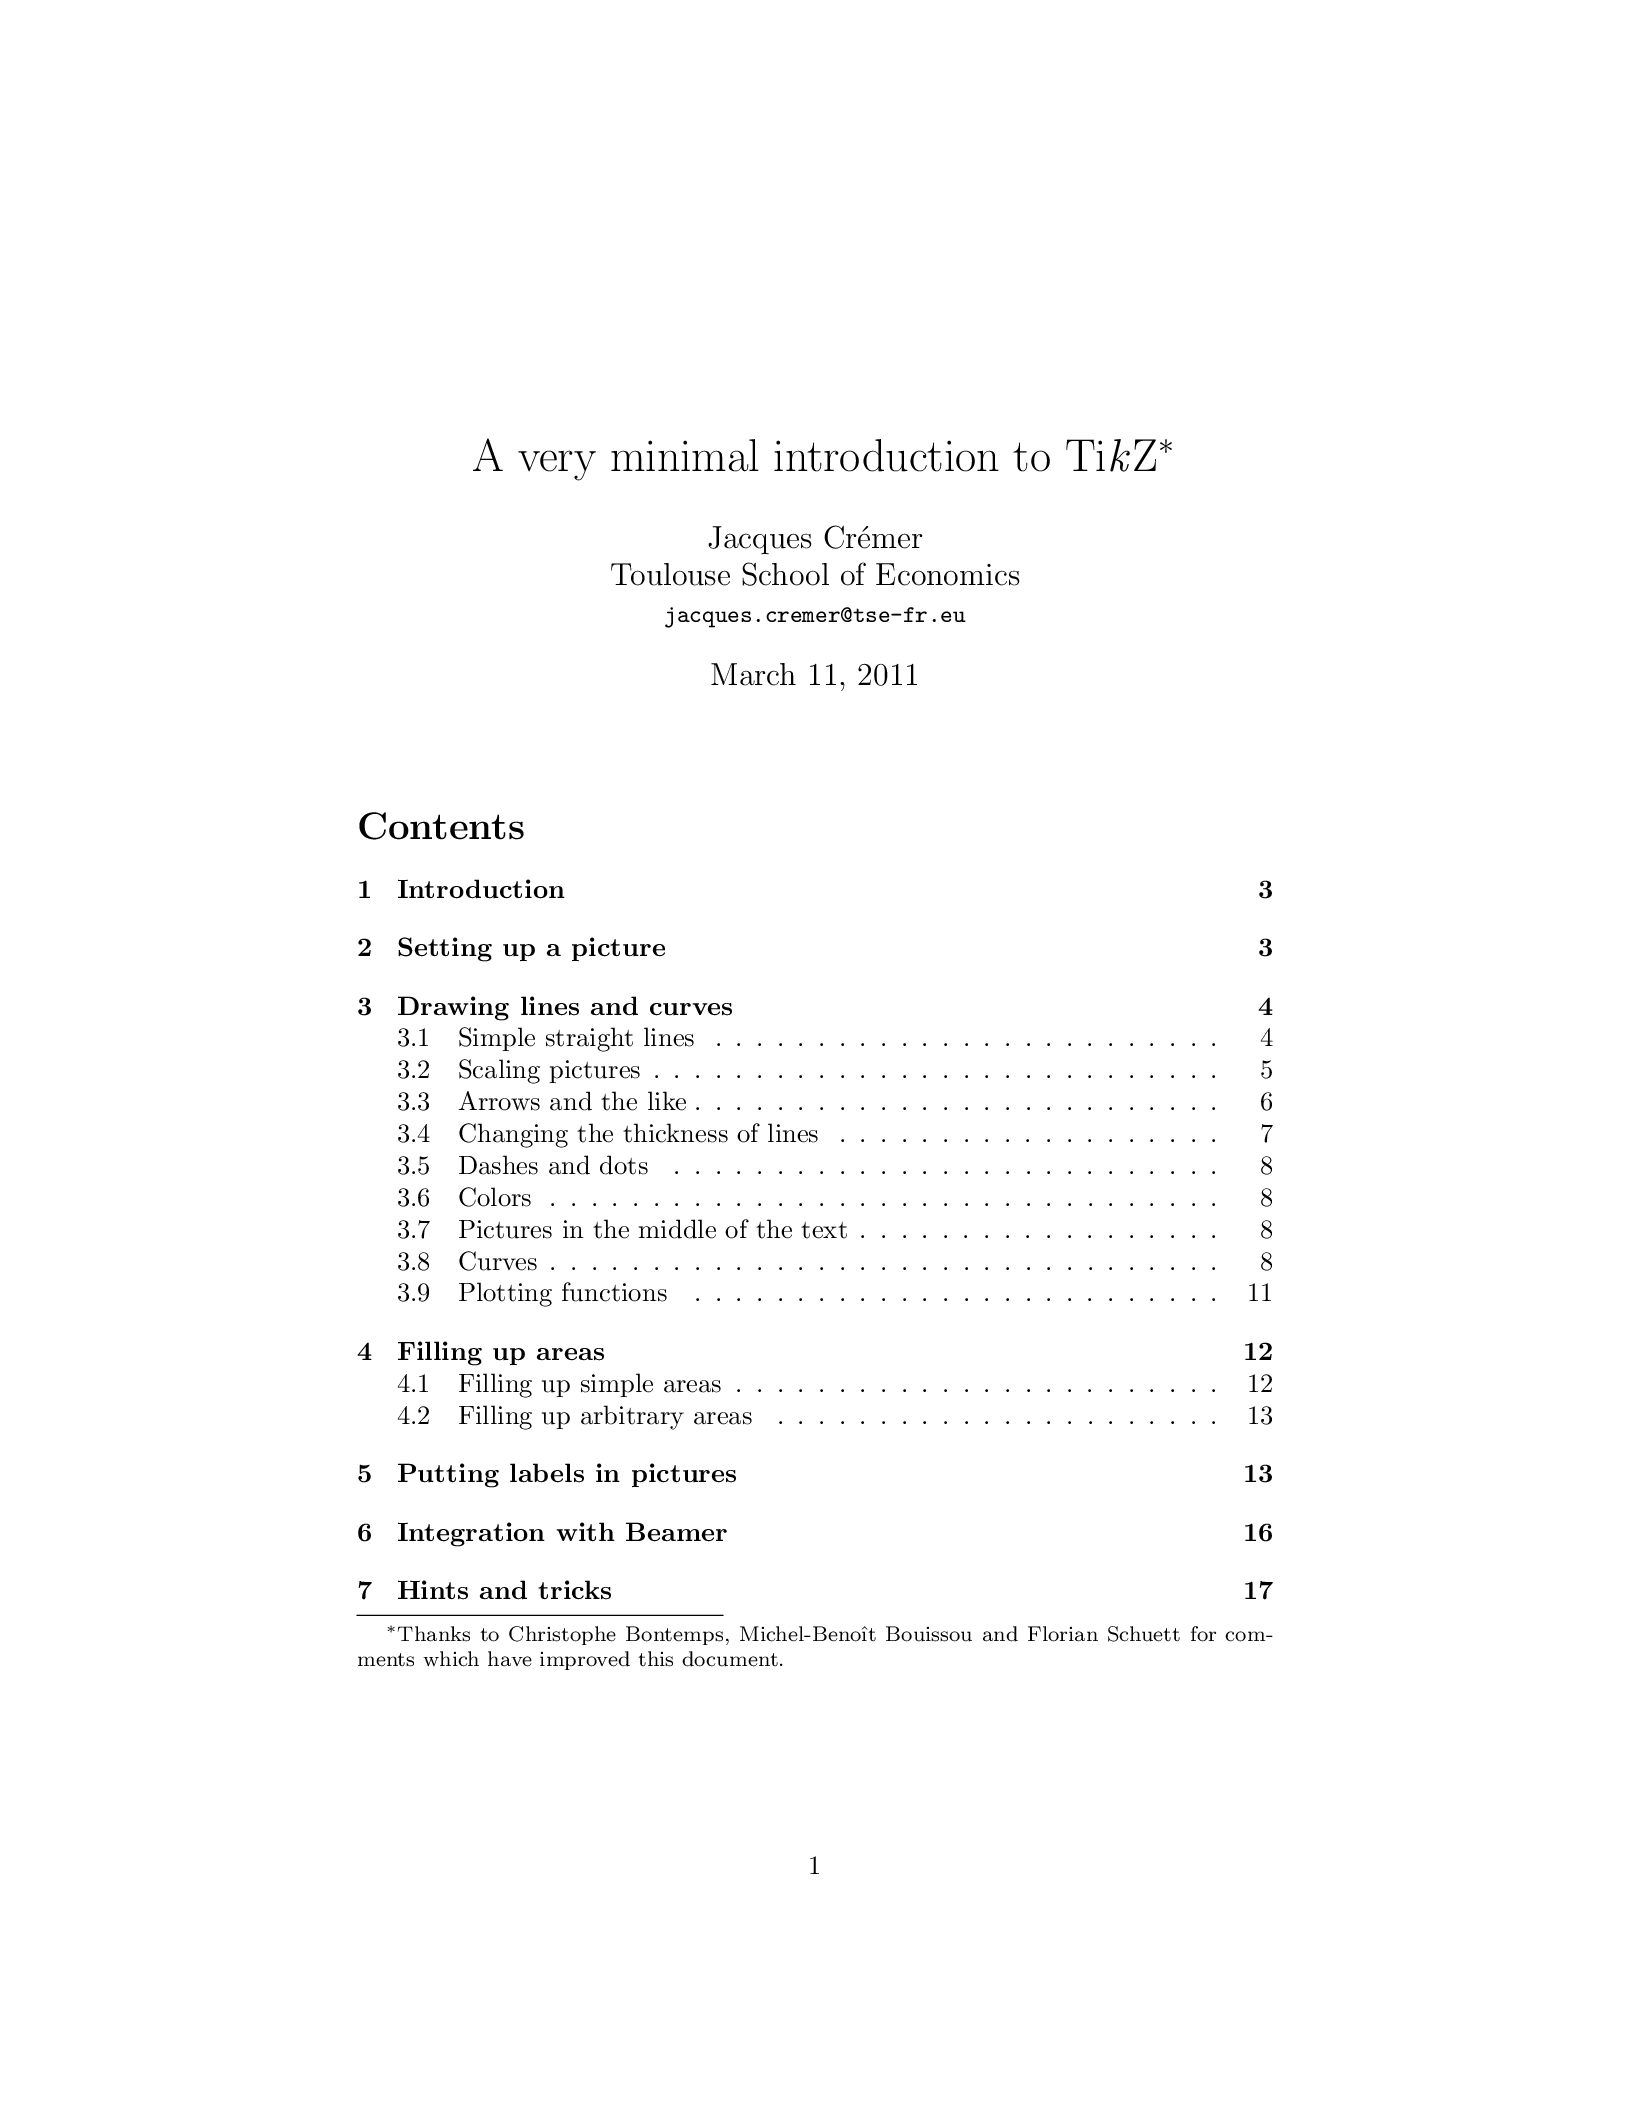 A very minimal introduction to TikZ*
Jacques Crémer
Toulouse School of Economics
jacques.cremer@tse-fr.eu
March 11, 2011
Contents
1 Introduction 3
2 Setting up a picture 3
3 Drawing lines and curves 4
3.1 Simple straight lines . . . . . . . . . . . . . . . . . . . . . . . . . 4
3.2 Scaling pictures . . . . . . . . . . . . . . . . . . . . . . . . . . . . 5
3.3 Arrows and the like . . . . . . . . . . . . . . . . . . . . . . . . . . 6
3.4 Changing the thickness of lines . . . . . . . . . . . . . . . . . . . 7
3.5 Dashes and dots . . . . . . . . . . . . . . . . . . . . . . . . . . . 8
3.6 Colors . . . . . . . . . . . . . . . . . . . . . . . . . . . . . . . . . 8
3.7 Pictures in the middle of the text . . . . . . . . . . . . . . . . . . 8
3.8 Curves . . . . . . . . . . . . . . . . . . . . . . . . . . . . . . . . . 8
3.9 Plotting functions . . . . . . . . . . . . . . . . . . . . . . . . . . 11
4 Filling up areas 12
4.1 Filling up simple areas . . . . . . . . . . . . . . . . . . . . . . . . 12
4.2 Filling up arbitrary areas . . . . . . . . . . . . . . . . . . . . . . 13
5 Putting labels in pictures 13
6 Integration with Beamer 16
7 Hints and tricks 17
*Thanks to Christophe Bontemps, Michel-Benoît Bouissou and Florian Schuett for com-
ments which have improved this document.
1